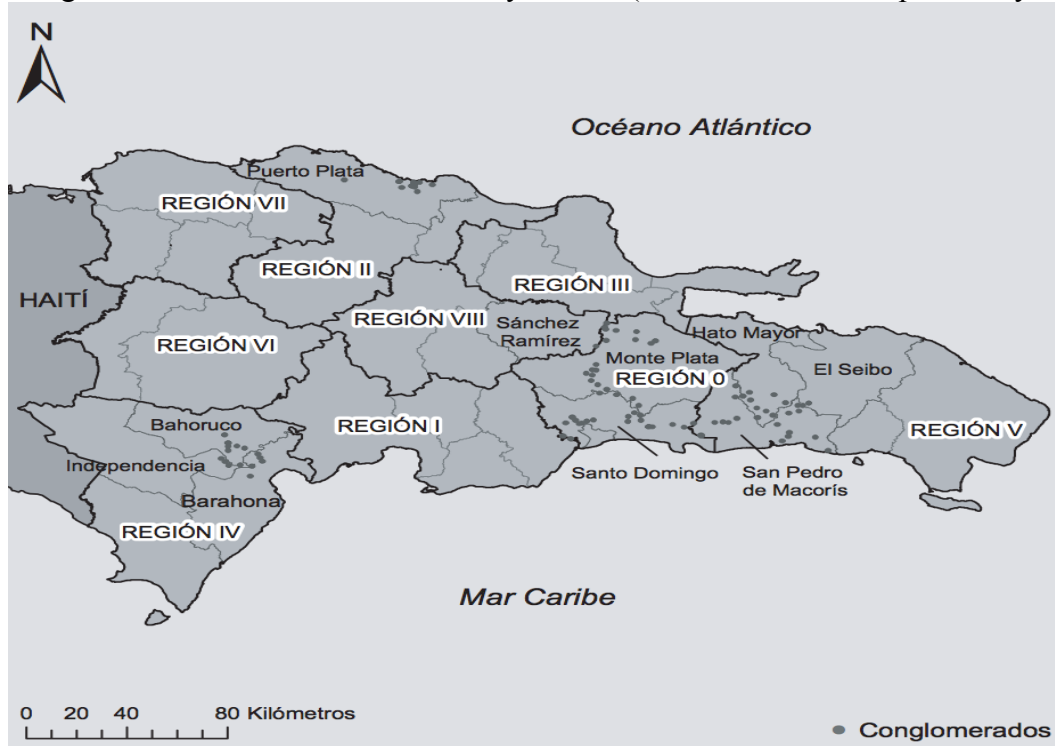 N
Océano Atlántico
Puerto Plata
REGIÓN VII
REGIÓN II
REGIÓN III
HAITÍ
REGIÓN VIII
Sánchez
Ramírez
Hato Mayor
REGIÓN VI
Monte Plata
El Seibo
REGIÓN 0
Bahoruco
REGIÓN I
REGIÓN V
Independencia
Santo Domingo
San Pedro
de Macorís
Barahona
REGIÓN IV
Mar Caribe
0 20 40 80 Kilómetros
Conglomerados